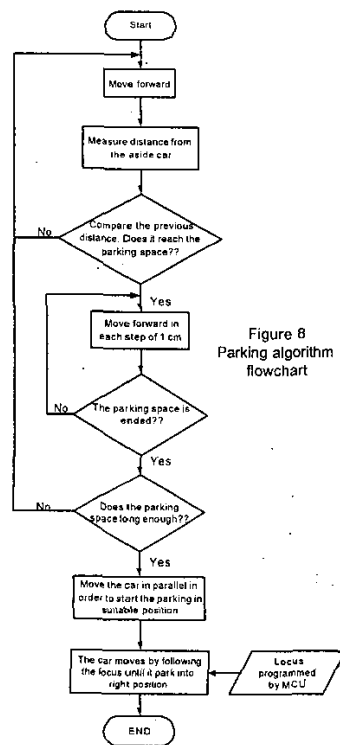 Start
Move forward
Measure distance from
the aside car
Compare the previous
distance. Does it reach the
parking space??
No
Yes
Move forward in
each step of 1 cm
Figure 8
Parking algorithm
flowchart
The parking space is
ended??
No
Yes
Does the parking
space long enough??
No
Yes
Move the car in parallel in
order to start the parking in
suitable position
The car moves by following
the locus until it park into
right position
Locus
programmed
by MCU
END